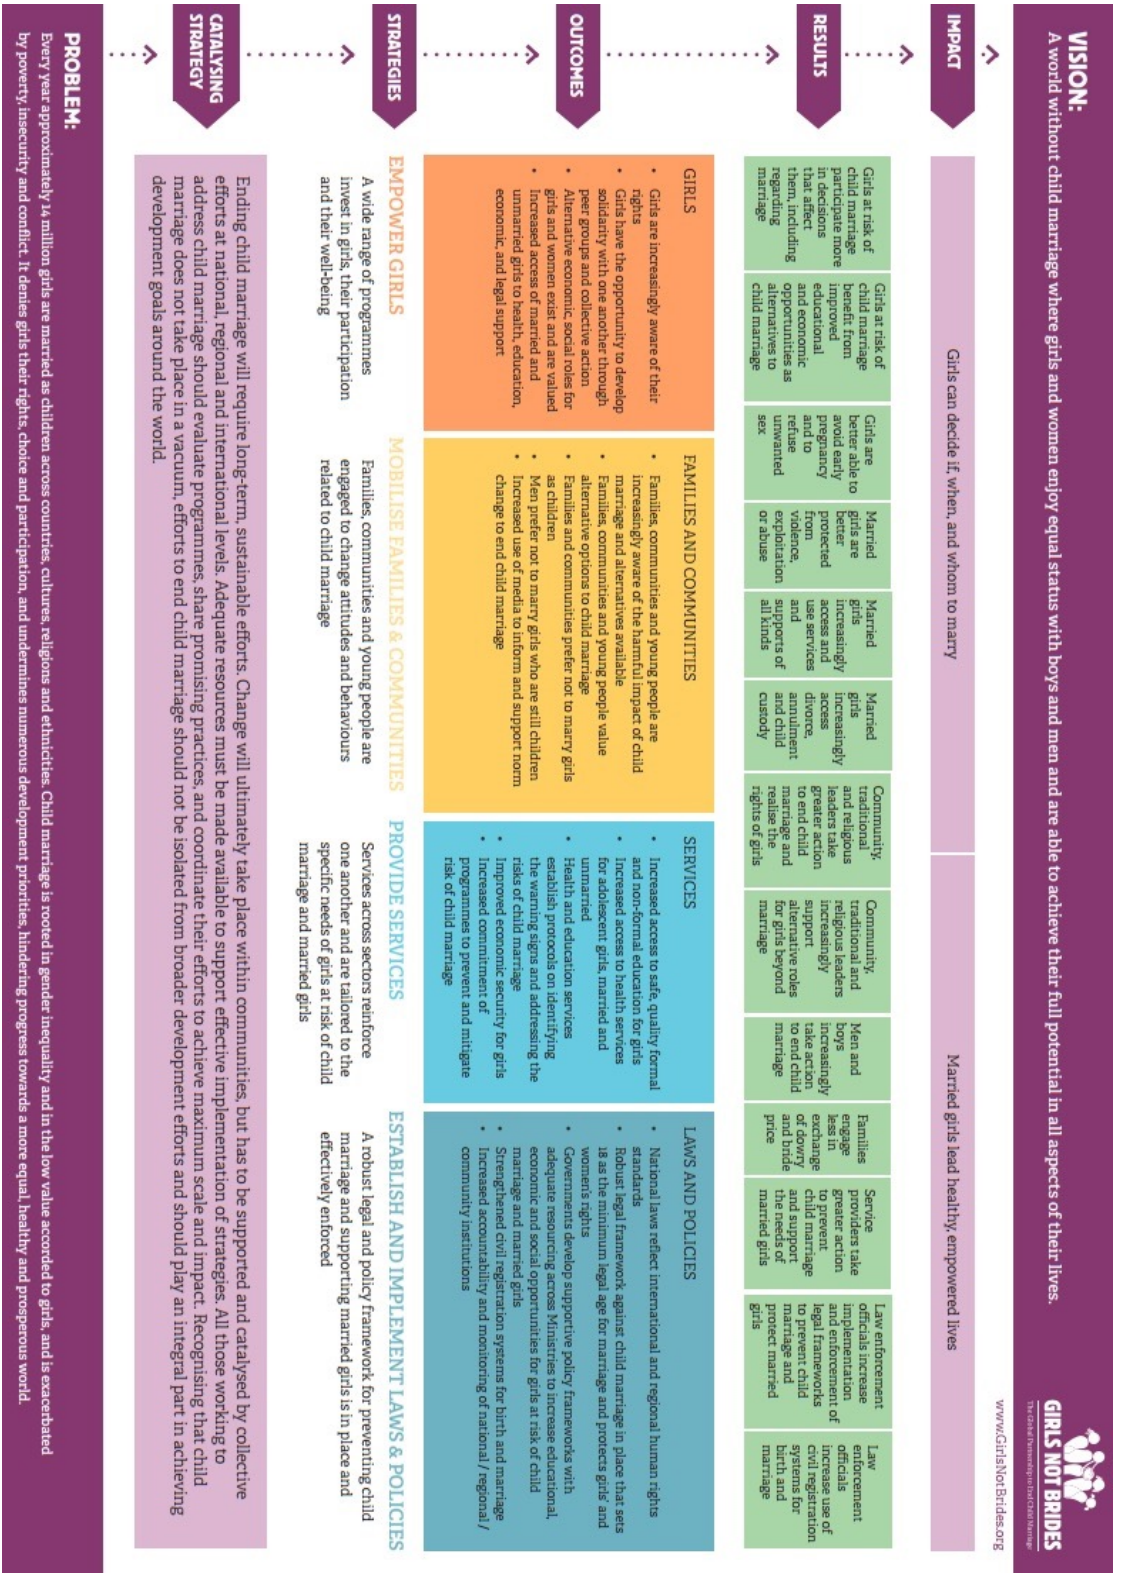 VISION:
A world without child marriage where girls and women enjoy equal status with boys and men and are able to achieve their full potential in all aspects of their lives.
GIRLS NOT BRIDES
The Global Partnership to End Child Marriage
www.GirlsNotBrides.org
IMPACT
Girls can decide if, when, and whom to marry
Married girls lead healthy, empowered lives
RESULTS
Girls at risk of
child marriage
participate more
in decisions
that affect
them, including
regarding
marriage
Girls at risk of
child marriage
benefit from
improved
educational
and economic
opportunities as
alternatives to
child marriage
Girls are
better able to
avoid early
pregnancy
and to
refuse
unwanted
sex
Married
girls are
better
protected
from
violence,
exploitation
or abuse
Married
girls
increasingly
access and
use services
and
supports of
all kinds
Married
girls
increasingly
access
divorce,
annulment
and child
custody
Community,
traditional
and religious
leaders take
greater action
to end child
marriage and
realise the
rights of girls
Community,
traditional and
religious leaders
increasingly
support
alternative roles
for girls beyond
marriage
Men and
boys
increasingly
take action
to end child
marriage
Families
engage
less in
exchange
of dowry
and bride
price
Service
providers take
greater action
to prevent
child marriage
and support
the needs of
married girls
Law enforcement
officials increase
implementation
and enforcement of
legal frameworks
to prevent child
marriage and
protect married
girls
Law
enforcement
officials
increase use of
civil registration
systems for
birth and
marriage
OUTCOMES
GIRLS
• Girls are increasingly aware of their
rights
• Girls have the opportunity to develop
solidarity with one another through
peer groups and collective action
• Alternative economic, social roles for
girls and women exist and are valued
• Increased access of married and
unmarried girls to health, education,
economic, and legal support
FAMILIES AND COMMUNITIES
• Families, communities and young people are
increasingly aware of the harmful impact of child
marriage and alternatives available
• Families, communities and young people value
alternative options to child marriage
• Families and communities prefer not to marry girls
as children
• Men prefer not to marry girls who are still children
• Increased use of media to inform and support norm
change to end child marriage
SERVICES
• Increased access to safe, quality formal
and non-formal education for girls
• Increased access to health services
for adolescent girls, married and
unmarried
• Health and education services
establish protocols on identifying
the warning signs and addressing the
risks of child marriage
• Improved economic security for girls
• Increased commitment of
programmes to prevent and mitigate
risk of child marriage
LAWS AND POLICIES
• National laws reflect international and regional human rights
standards
• Robust legal framework against child marriage in place that sets
18 as the minimum legal age for marriage and protects girls' and
women's rights
• Governments develop supportive policy frameworks with
adequate resourcing across Ministries to increase educational,
economic and social opportunities for girls at risk of child
marriage and married girls
• Strengthened civil registration systems for birth and marriage
• Increased accountability and monitoring of national / regional /
community institutions
STRATEGIES
EMPOWER GIRLS
A wide range of programmes
invest in girls, their participation
and their well-being
MOBILISE FAMILIES & COMMUNITIES
Families, communities and young people are
engaged to change attitudes and behaviours
related to child marriage
PROVIDE SERVICES
Services across sectors reinforce
one another and are tailored to the
specific needs of girls at risk of child
marriage and married girls
ESTABLISH AND IMPLEMENT LAWS & POLICIES
A robust legal and policy framework for preventing child
marriage and supporting married girls is in place and
effectively enforced
CATALYSING
STRATEGY
Ending child marriage will require long-term, sustainable efforts. Change will ultimately take place within communities, but has to be supported and catalysed by collective
efforts at national, regional and international levels. Adequate resources must be made available to support effective implementation of strategies. All those working to
address child marriage should evaluate programmes, share promising practices, and coordinate their efforts to achieve maximum scale and impact. Recognising that child
marriage does not take place in a vacuum, efforts to end child marriage should not be isolated from broader development efforts and should play an integral part in achieving
development goals around the world.
PROBLEM:
Every year approximately 14 million girls are married as children across countries, cultures, religions and ethnicities. Child marriage is rooted in gender inequality and in the low value accorded to girls, and is exacerbated
by poverty, insecurity and conflict. It denies girls their rights, choice and participation, and undermines numerous development priorities, hindering progress towards a more equal, healthy and prosperous world.